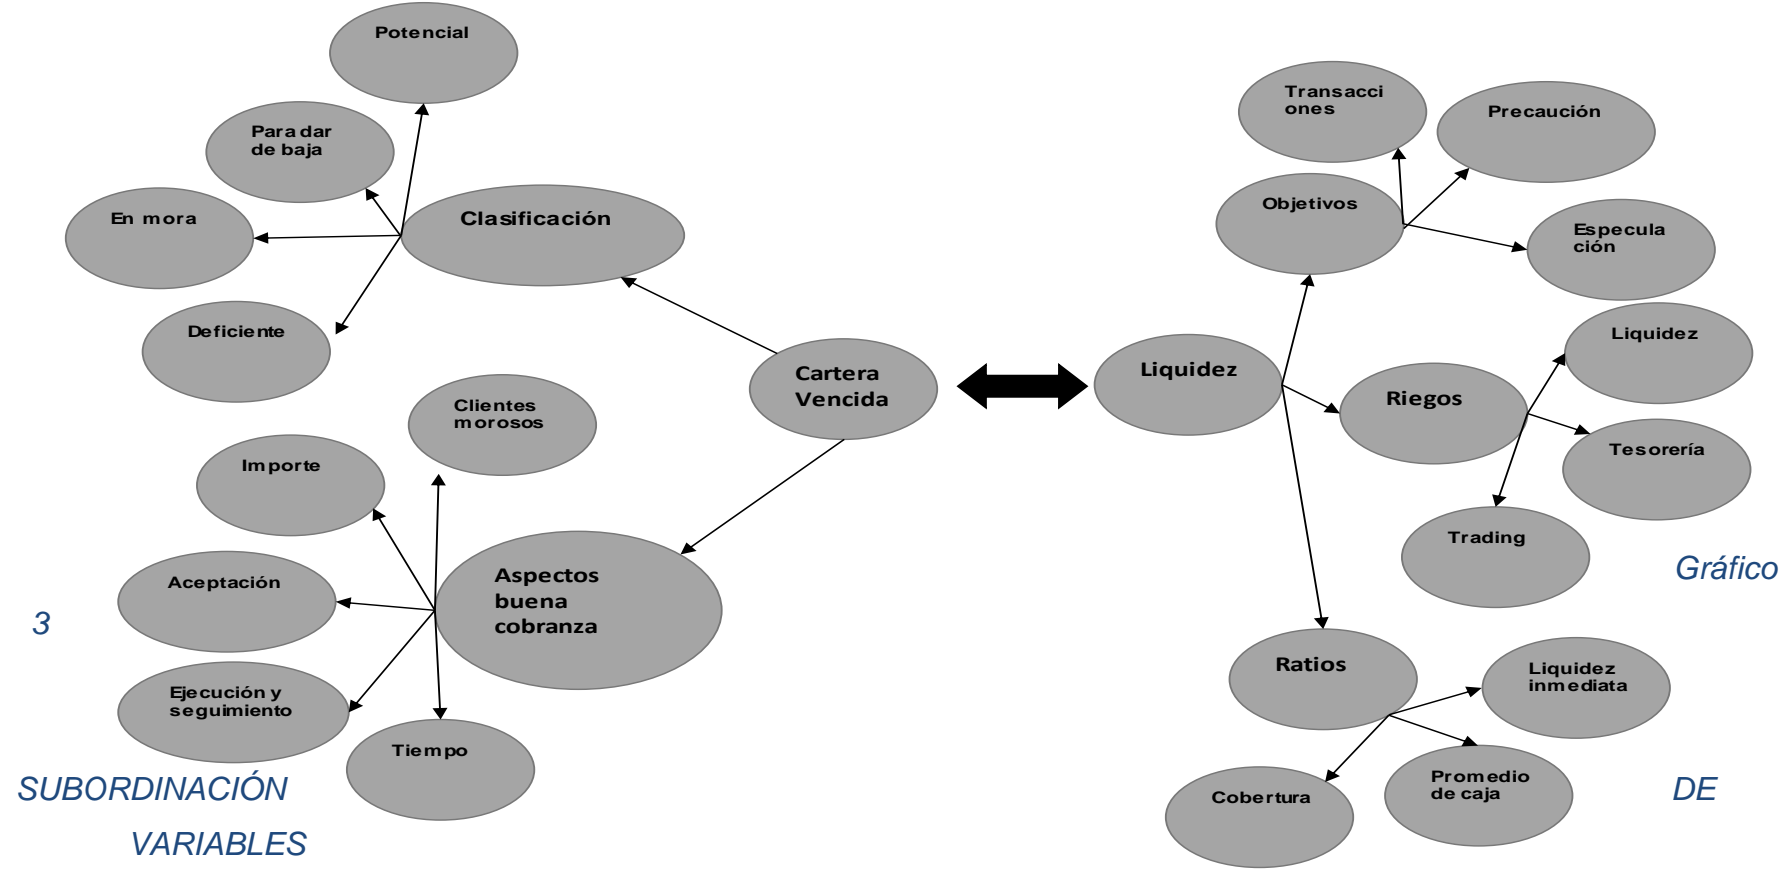 Potencial
Para dar
de baja
En mora
Clasificación
Deficiente
Cartera
Vencida
Clientes
morosos
Importe
Aceptación
Aspectos
buena
cobranza
Ejecución y
seguimiento
Tiempo
Transacci
ones
Precaución
Objetivos
Especula
ción
Liquidez
Riegos
Liquidez
Tesorería
Trading
Ratios
Liquidez
inmediata
Promedio
de caja
Cobertura
Gráfico
3
SUBORDINACIÓN
DE
VARIABLES